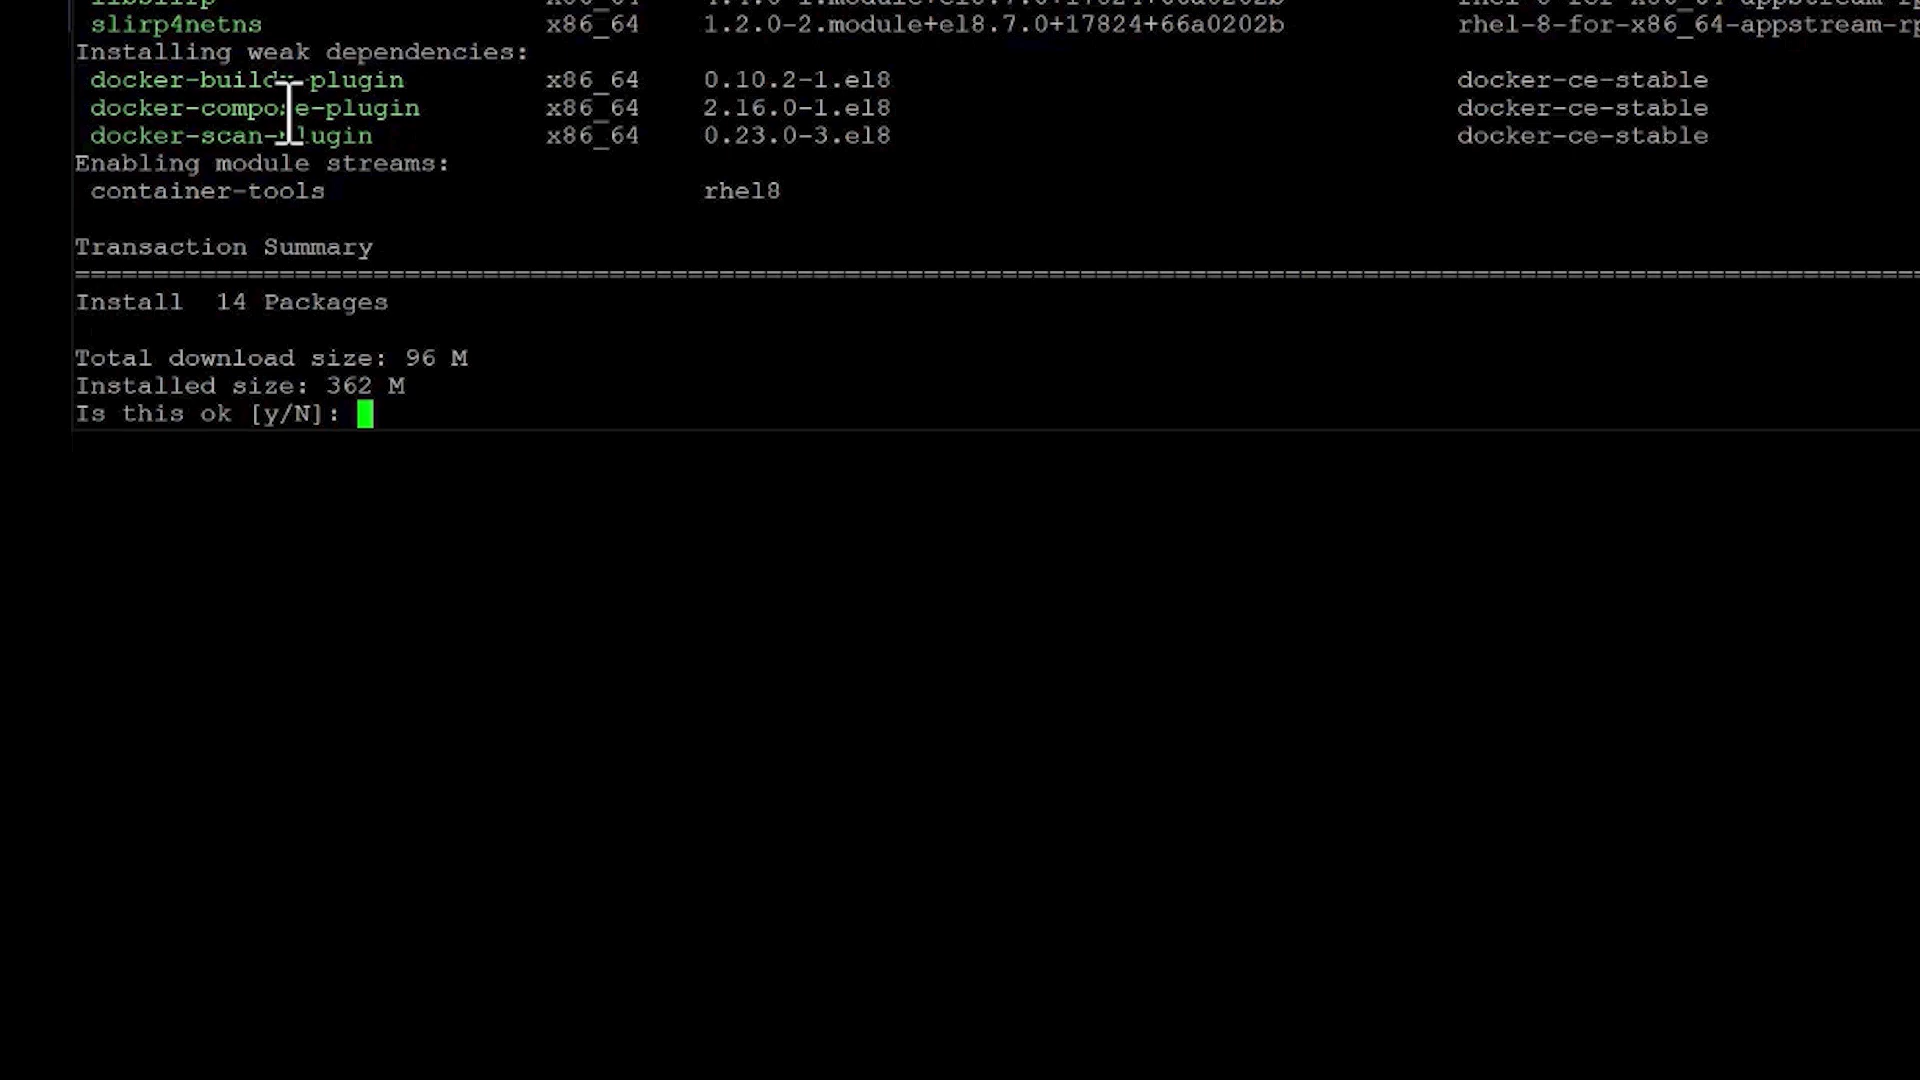 slirp4netns x86_64 1.2.0-2.module+el8.7.0+17824+66a0202b rhel-8-for-x86_64-appstream-rp
Installing weak dependencies:
docker-buildx-plugin x86_64 0.10.2-1.el8 docker-ce-stable
docker-compose-plugin x86_64 2.16.0-1.el8 docker-ce-stable
docker-scan-plugin x86_64 0.23.0-3.el8 docker-ce-stable
Enabling module streams:
container-tools rhel8
Transaction Summary
Install 14 Packages
Total download size: 96 M
Installed size: 362 M
Is this ok [y/N]: